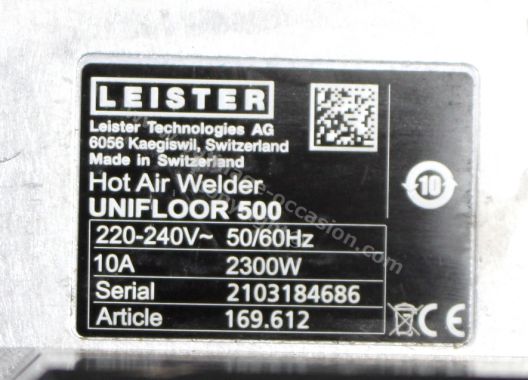 LEISTER
Leister Technologies AG
6056 Kaegiswil, Switzerland
Made in Switzerland
Hot Air Welder
UNIFLOOR 500
220-240V~ 50/60Hz
10A 2300W
Serial 2103184686
Article 169.612
10
CE